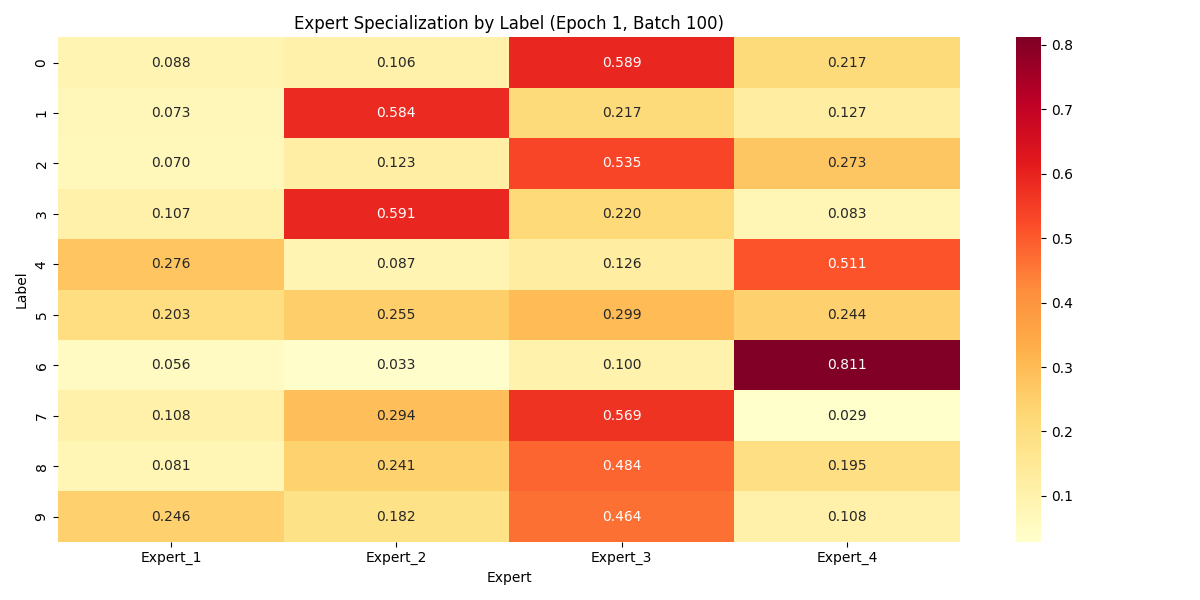 Expert Specialization by Label (Epoch 1, Batch 100)
Label
0 0.088 0.106 0.589 0.217
1 0.073 0.584 0.217 0.127
2 0.070 0.123 0.535 0.273
3 0.107 0.591 0.220 0.083
4 0.276 0.087 0.126 0.511
5 0.203 0.255 0.299 0.244
6 0.056 0.033 0.100 0.811
7 0.108 0.294 0.569 0.029
8 0.081 0.241 0.484 0.195
9 0.246 0.182 0.464 0.108
Expert_1 Expert_2 Expert_3 Expert_4
Expert
0.8
0.7
0.6
0.5
0.4
0.3
0.2
0.1